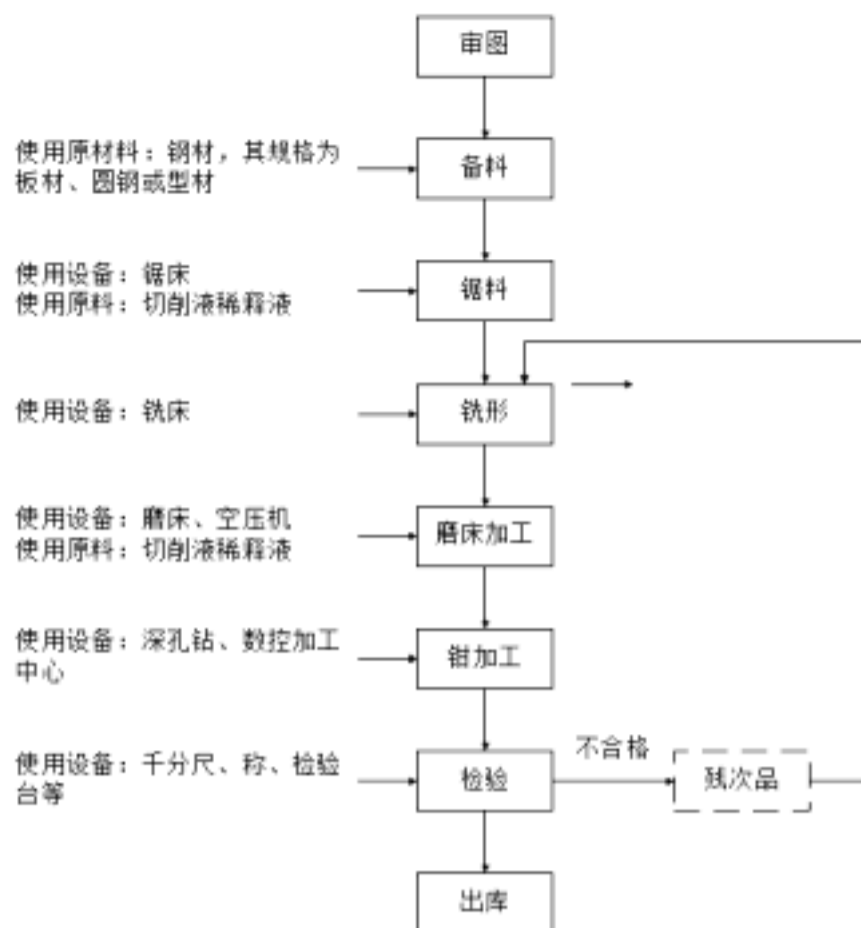 审图
使用原材料：钢材，其规格为
板材、圆钢或型材
备料
使用设备：锯床
使用原料：切削液稀释液
锯料
使用设备：铣床
铣形
使用设备：磨床、空压机
使用原料：切削液稀释液
磨床加工
使用设备：深孔钻、数控加工
中心
钳加工
使用设备：千分尺、称、检验
台等
检验
不合格
残次品
出库